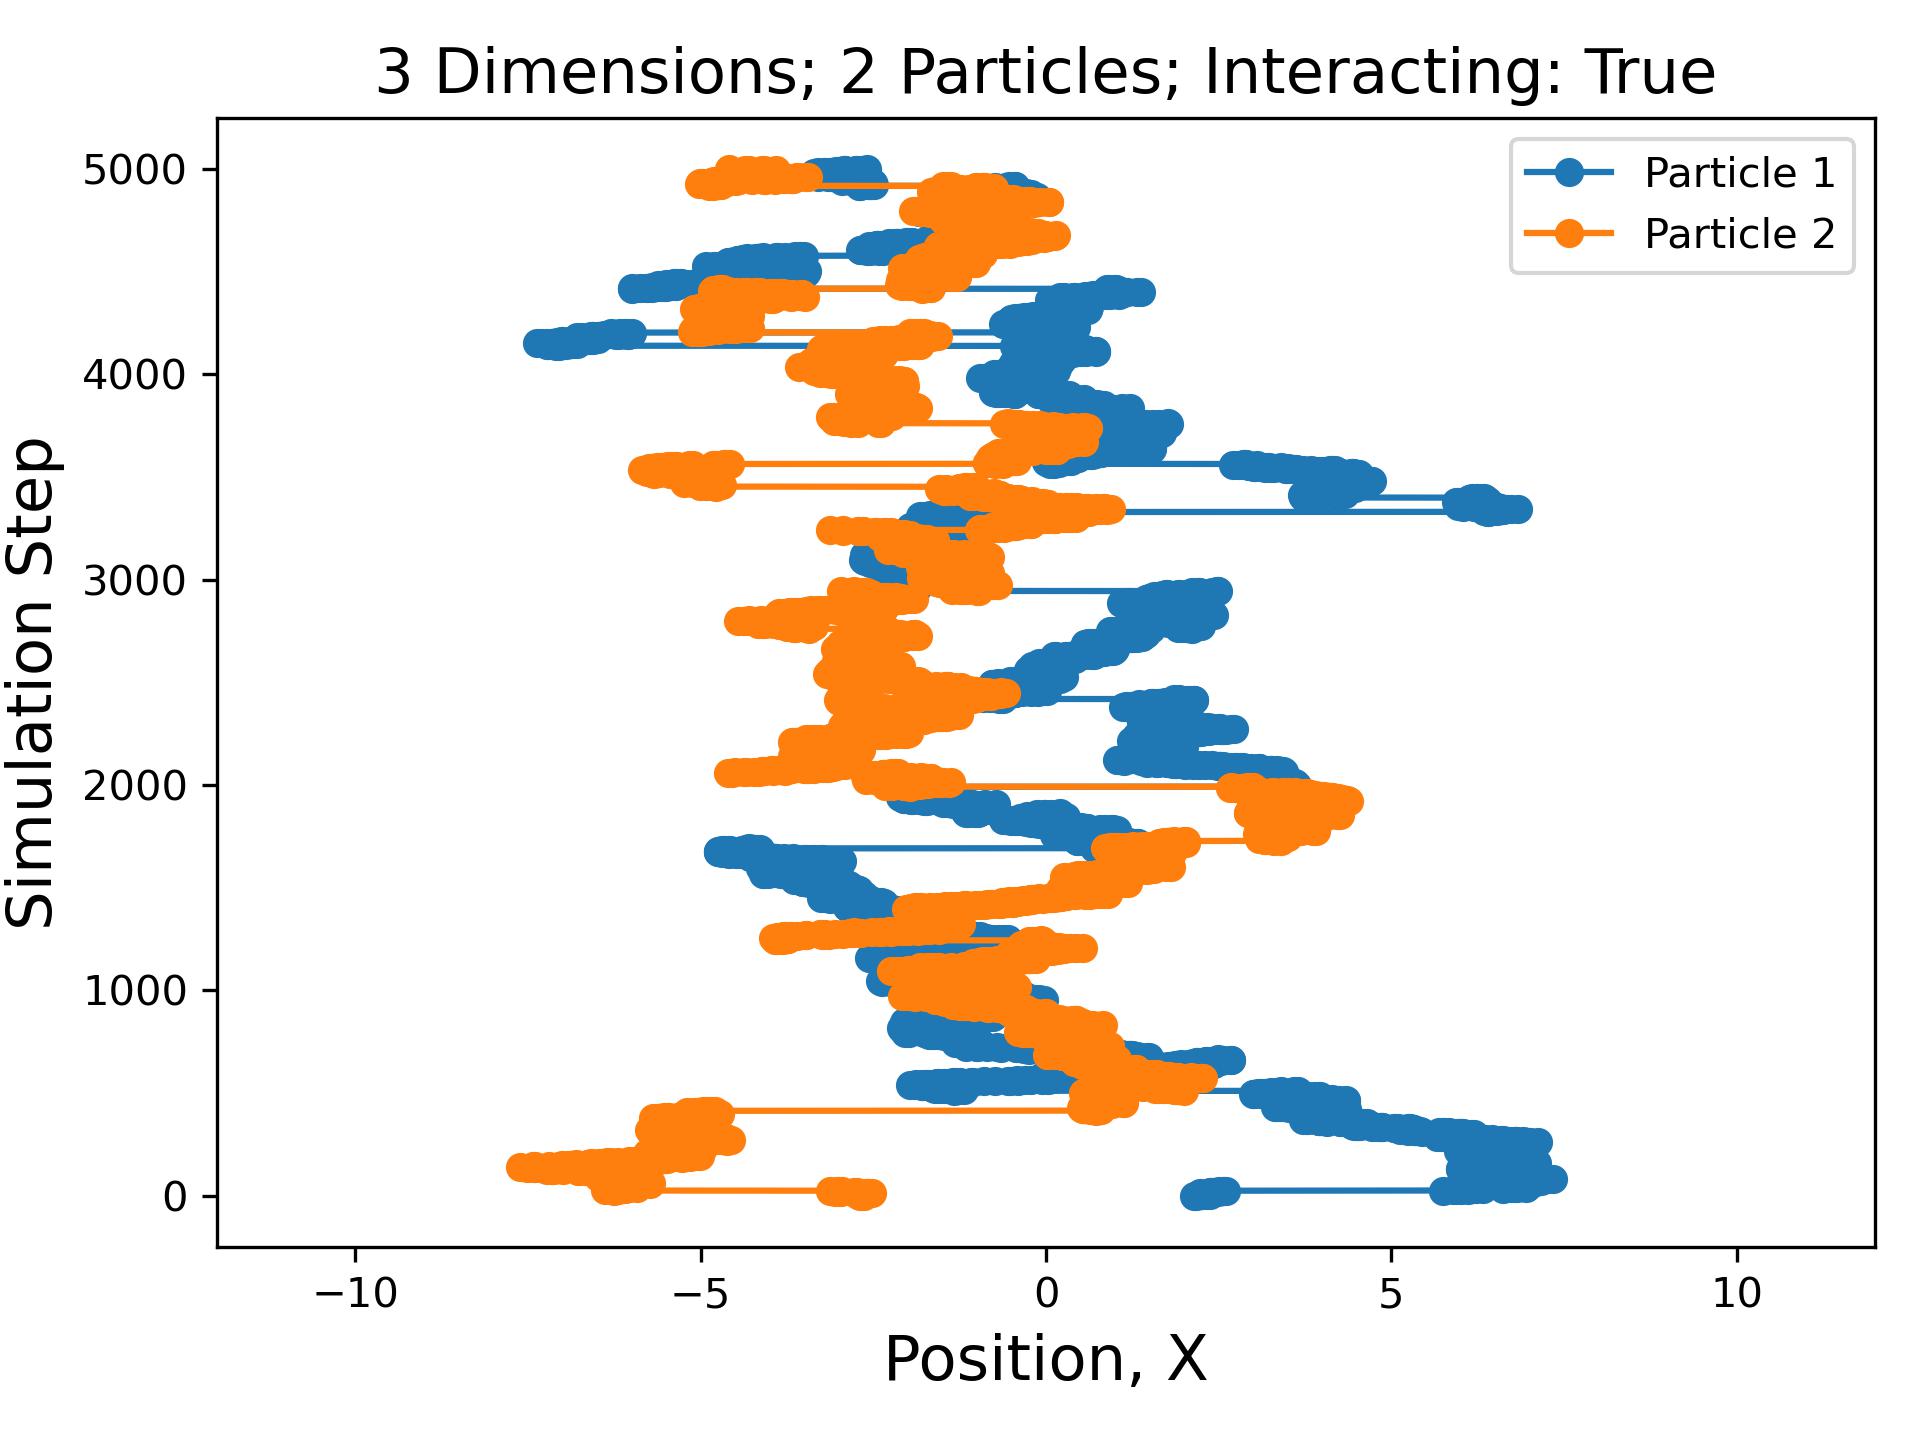 3 Dimensions; 2 Particles; Interacting: True
Particle 1
Particle 2
Simulation Step
5000
4000
3000
2000
1000
0
−10
−5
0
5
10
Position, X